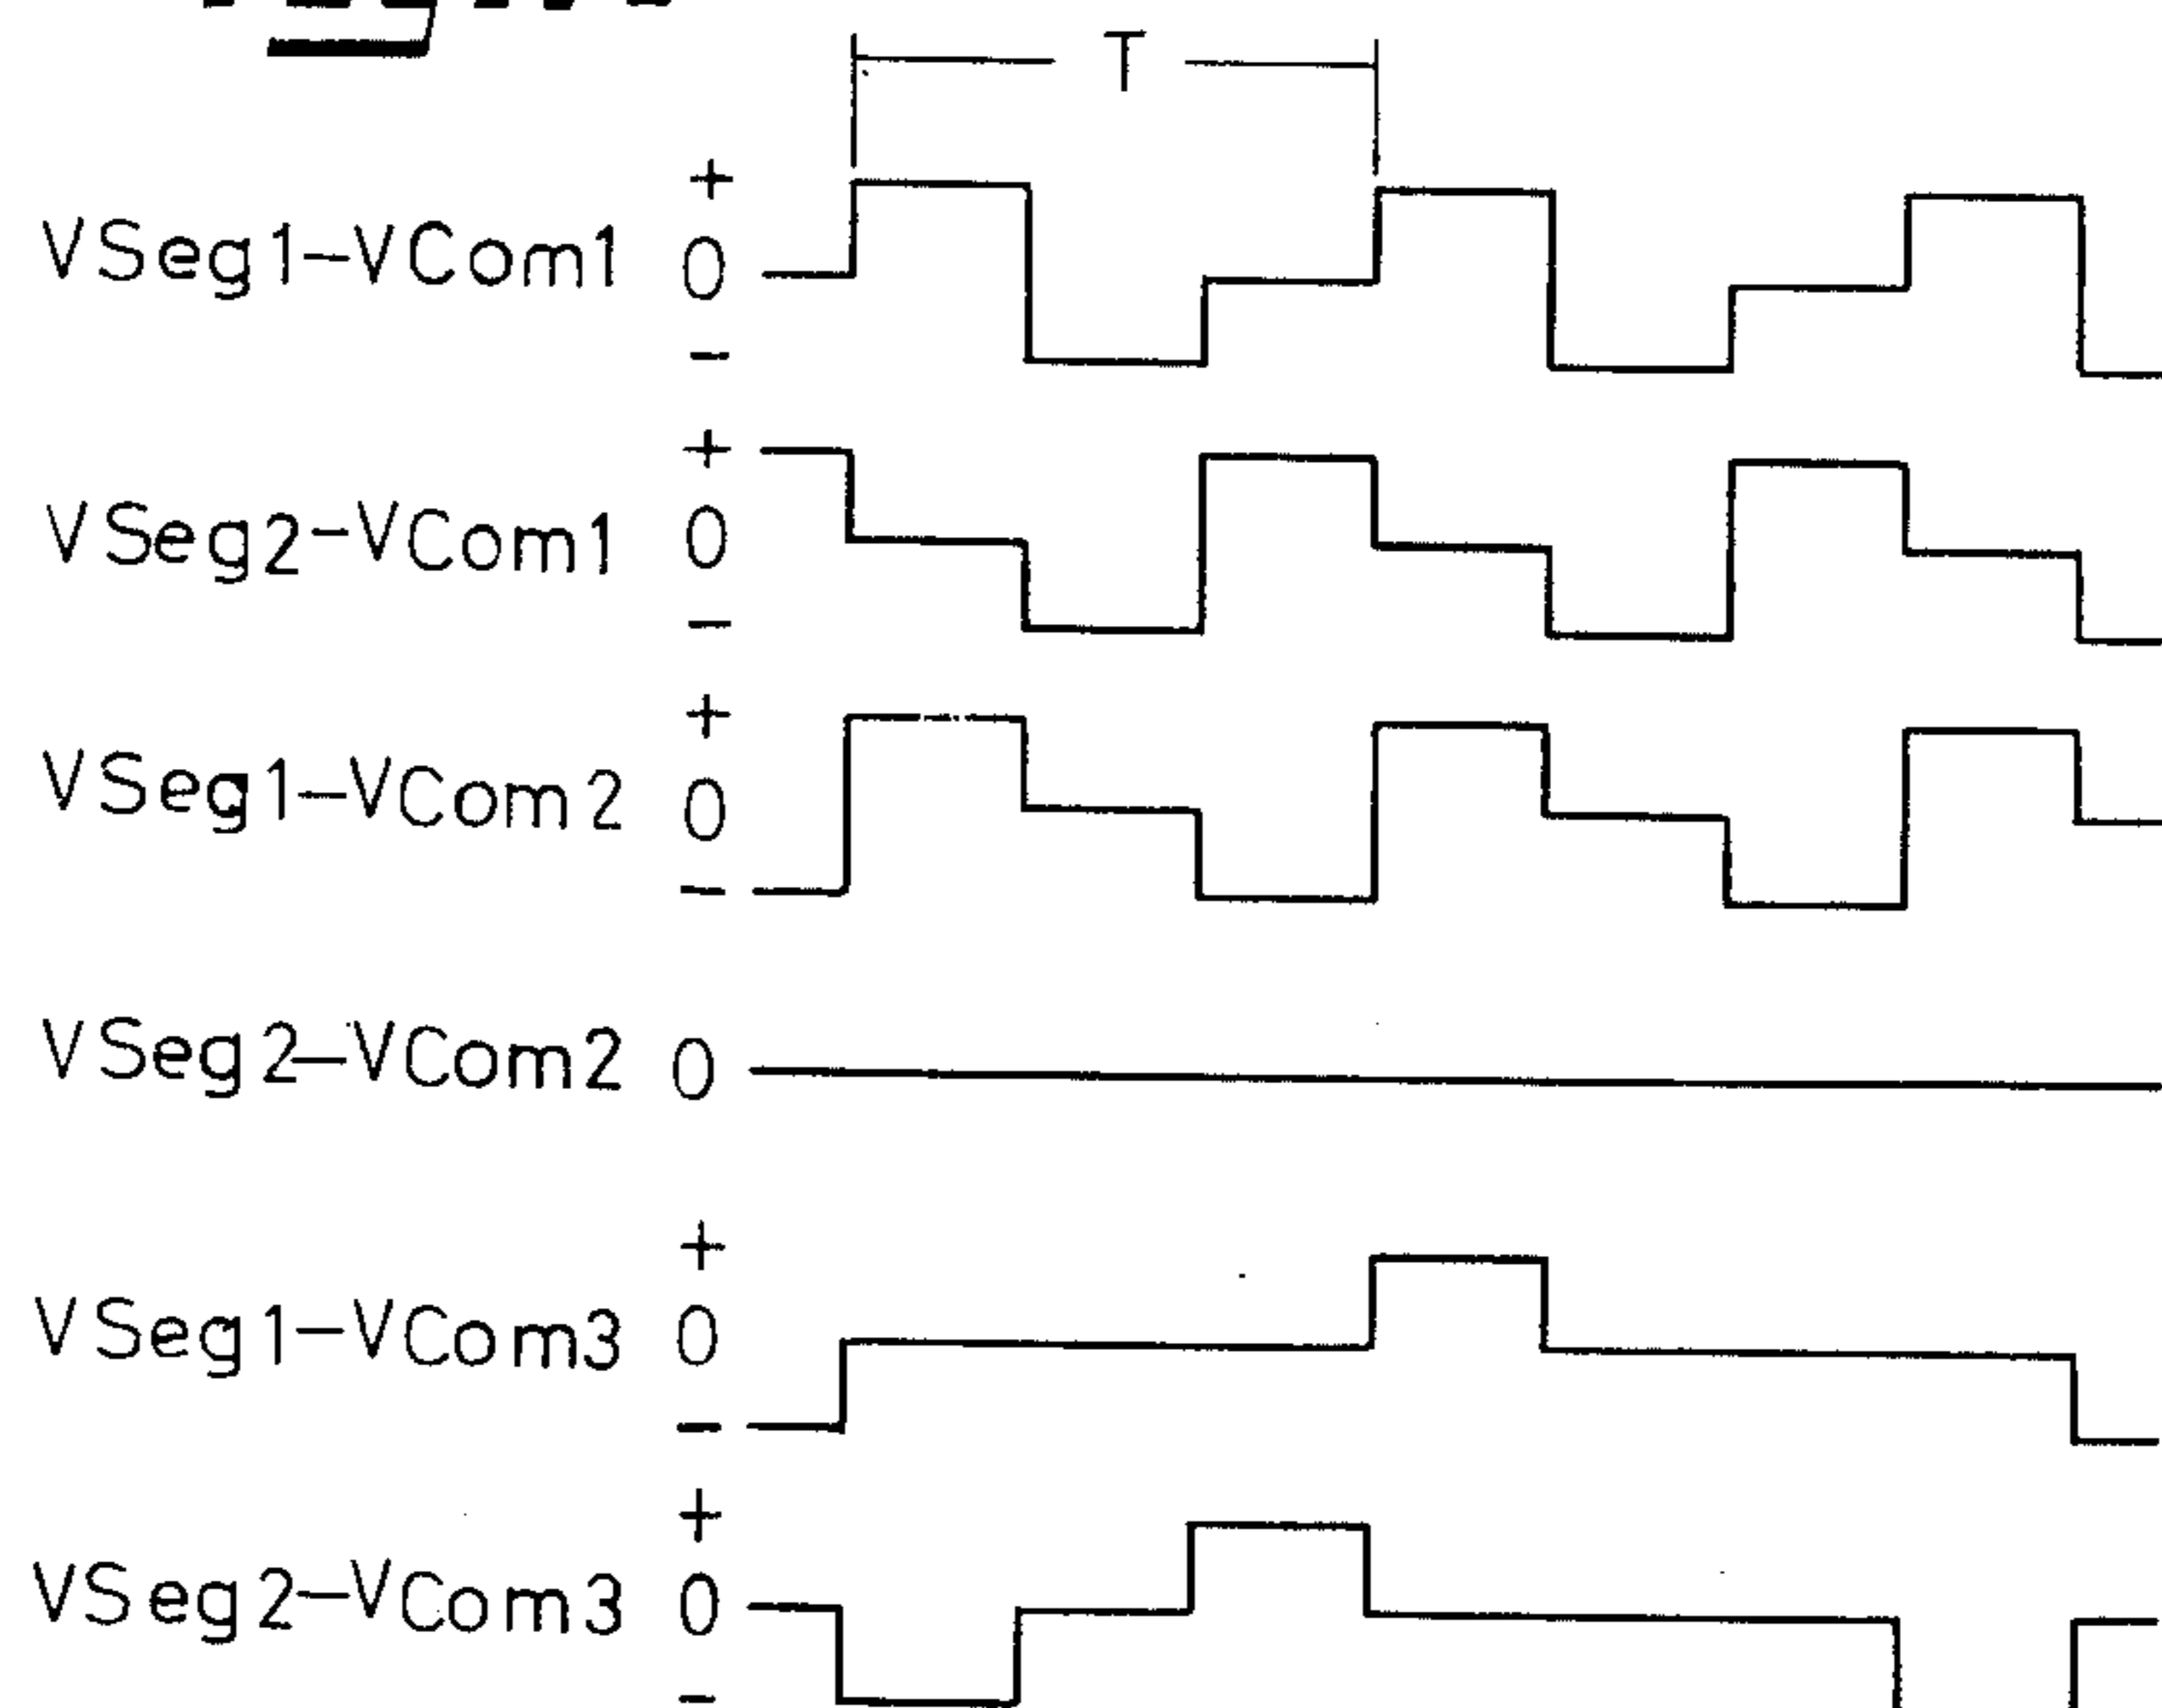 T
+
VSeg1-VCom1 0
-
+
VSeg2-VCom1 0
-
+
VSeg1-VCom2 0
-
VSeg2-VCom2 0
+
VSeg1-VCom3 0
-
+
VSeg2-VCom3 0
-